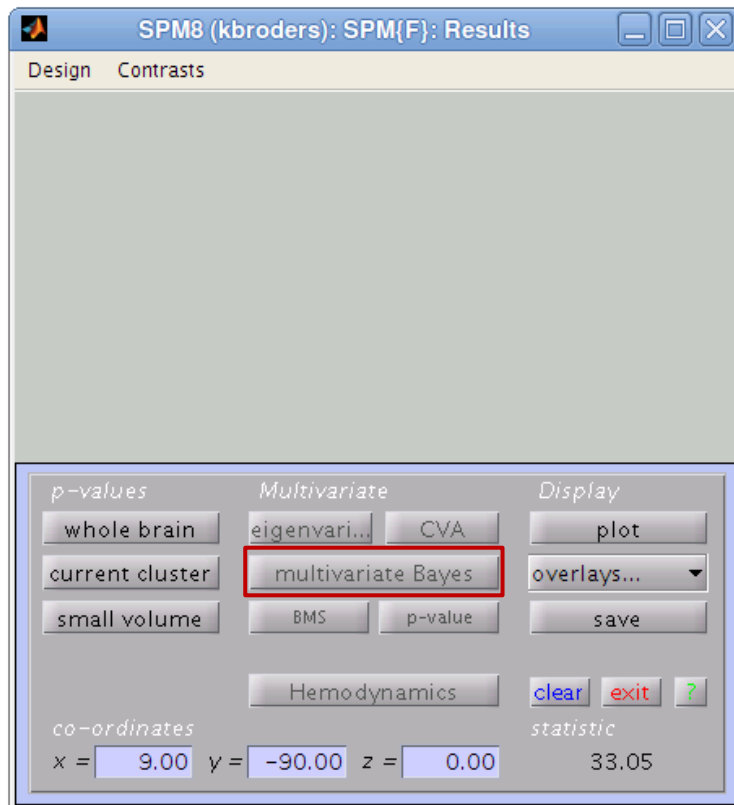 SPM8 (kbroders): SPM{F}: Results
Design Contrasts
p-values Multivariate Display
whole brain eigenvari... CVA plot
current cluster multivariate Bayes overlays...
small volume BMS p-value save
Hemodynamics clear exit ?
co-ordinates statistic
x = 9.00 y = -90.00 z = 0.00 33.05